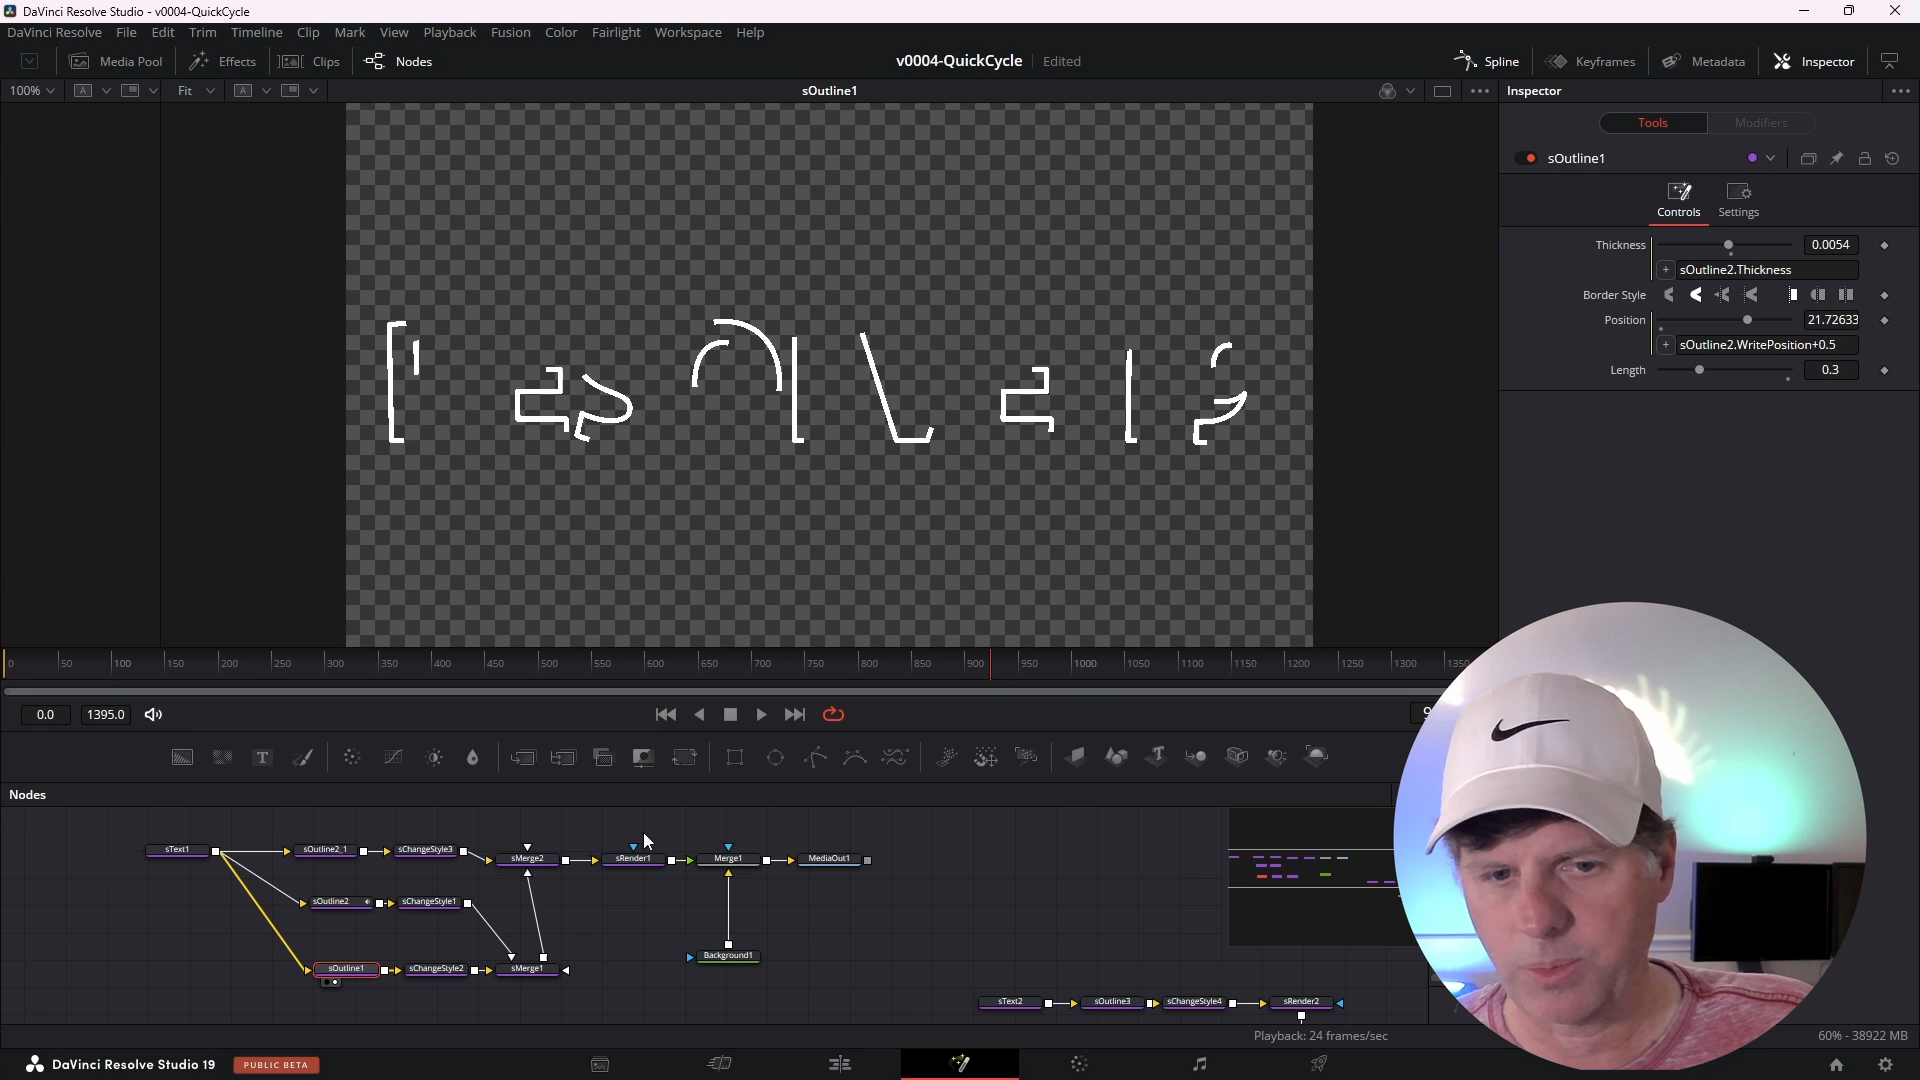 DaVinci Resolve Studio - v0004-QuickCycle
DaVinci Resolve File Edit Trim Timeline Clip Mark View Playback Fusion Color Fairlight Workspace Help
Media Pool Effects Clips Nodes v0004-QuickCycle Edited Spline Keyframes Metadata Inspector
100% A Fit A sOutline1 Inspector
Tools Modifiers
sOutline1
Controls Settings
Thickness 0.0054
+ sOutline2.Thickness
Border Style
Position 21.72633
+ sOutline2.WritePosition+0.5
Length 0.3
0 50 100 150 200 250 300 350 400 450 500 550 600 650 700 750 800 850 900 950 1000 1050 1100 1150 1200 1250 1300 1350
0.0 1395.0
T
Nodes
sText1 sOutline2_1 sChangeStyle3 sMerge2 sRender1 Merge1 MediaOut1
sOutline2 sChangeStyle1
Background1
sOutline1 sChangeStyle2 sMerge1
sText2 sOutline3 sChangeStyle4 sRender2
Playback: 24 frames/sec 60% - 38922 MB
DaVinci Resolve Studio 19 PUBLIC BETA